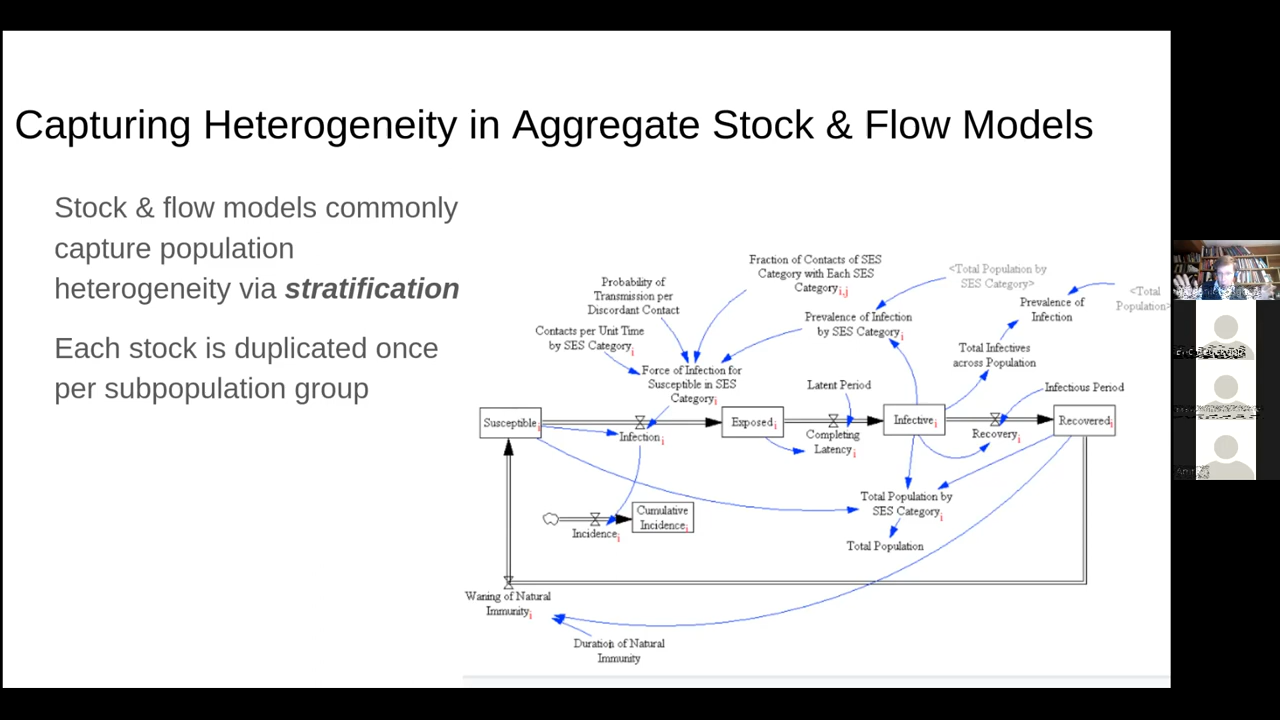 Capturing Heterogeneity in Aggregate Stock & Flow Models
Stock & flow models commonly
capture population
heterogeneity via stratification
Each stock is duplicated once
per subpopulation group
Fraction of Contacts of SES
Category with Each SES
Category i,j
<Total Population by
SES Category>
<Total
Population>
Probability of
Transmission per
Discordant Contact
Prevalence of
Infection
Prevalence of Infection
by SES Category i
Contacts per Unit Time
by SES Category i
Total Infectives
across Population
Force of Infection for
Susceptible in SES
Category i
Latent Period
Infectious Period
Susceptible i
Infection i
Exposed i
Completing
Latency i
Infective i
Recovery i
Recovered i
Cumulative
Incidence i
Incidence i
Total Population by
SES Category i
Total Population
Waning of Natural
Immunity i
Duration of Natural
Immunity